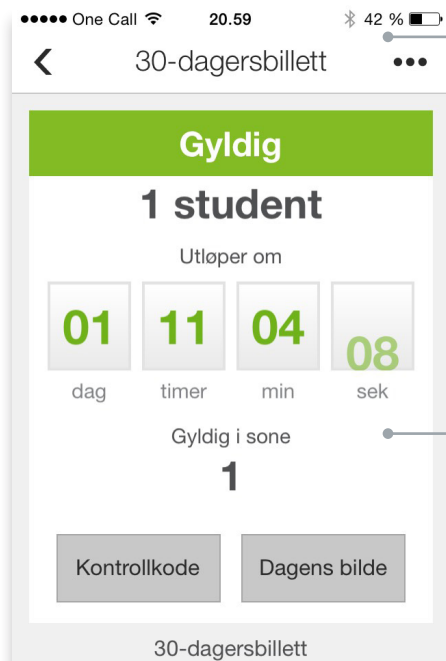 One Call 20.59 42 %
30-dagersbillett
Gyldig
1 student
Utløper om
01 11 04 08
dag timer min sek
Gyldig i sone
1
Kontrollkode Dagens bilde
30-dagersbillett